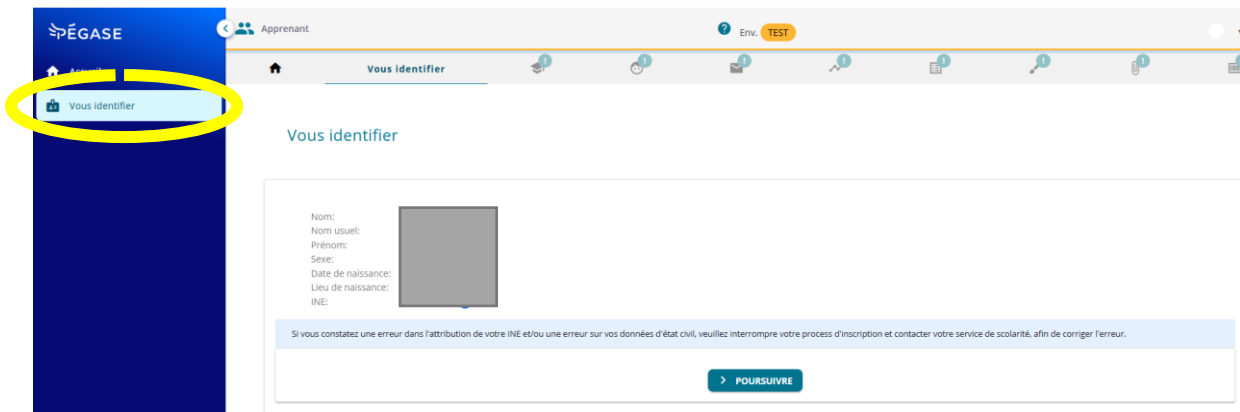 PÉGASE
Apprenant
Env. TEST
Accueil
Vous identifier
Vous identifier
Vous identifier
Nom:
Nom usuel:
Prénom:
Sexe:
Date de naissance:
Lieu de naissance:
INE:
Si vous constatez une erreur dans l'attribution de votre INE et/ou une erreur sur vos données d'état civil, veuillez interrompre votre process d'inscription et contacter votre service de scolarité, afin de corriger l'erreur.
> POURSUIVRE